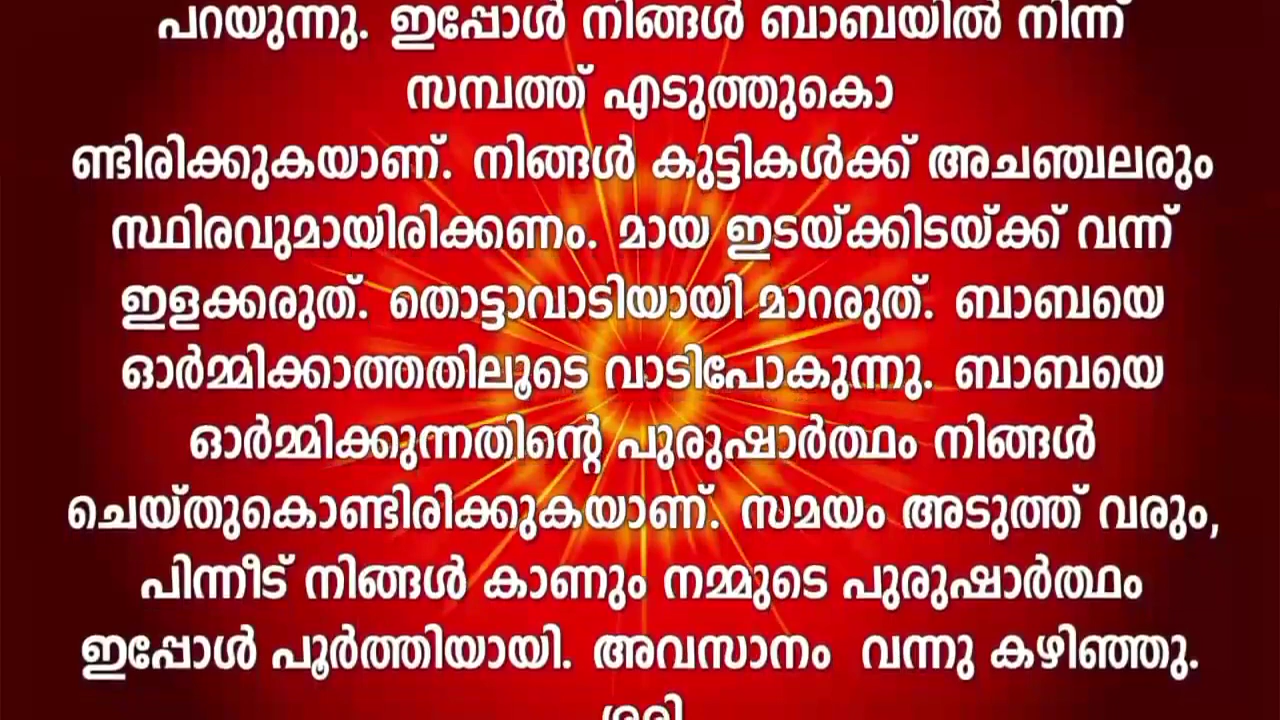 പറയുന്നു. ഇപ്പോൾ നിങ്ങൾ ബാബയിൽ നിന്ന്
സമ്പത്ത് എടുത്തുകൊ
ണ്ടിരിക്കുകയാണ്. നിങ്ങൾ കുട്ടികൾക്ക് അചഞ്ചലരും
സ്ഥിരവുമായിരിക്കണം. മായ ഇടയ്ക്കിടയ്ക്ക് വന്ന്
ഇളക്കരുത്. തൊട്ടാവാടിയായി മാറരുത്. ബാബയെ
ഓർമ്മിക്കാത്തതിലൂടെ വാടിപോകുന്നു. ബാബയെ
ഓർമ്മിക്കുന്നതിന്റെ പുരുഷാർത്ഥം നിങ്ങൾ
ചെയ്തുകൊണ്ടിരിക്കുകയാണ്. സമയം അടുത്ത് വരും,
പിന്നീട് നിങ്ങൾ കാണും നമ്മുടെ പുരുഷാർത്ഥം
ഇപ്പോൾ പൂർത്തിയായി. അവസാനം വന്നു കഴിഞ്ഞു.